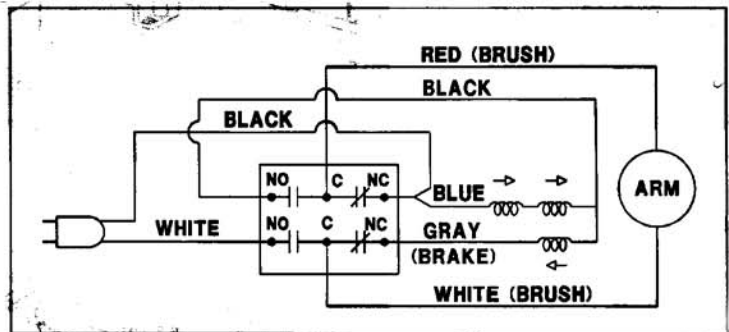 RED (BRUSH)
BLACK
BLACK
NO C NC
BLUE
ARM
WHITE
NO C NC
GRAY
(BRAKE)
WHITE (BRUSH)